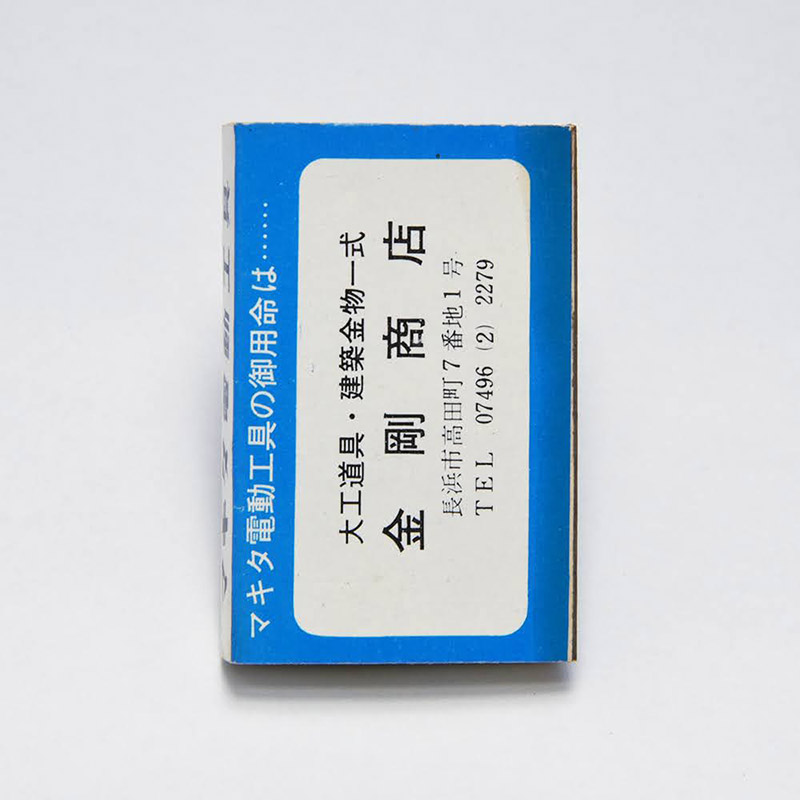 マキタ電動工具の御用命は……
大工道具・建築金物一式
金剛商店
長浜市高田町7番地1号
TEL 07496 (2) 2279